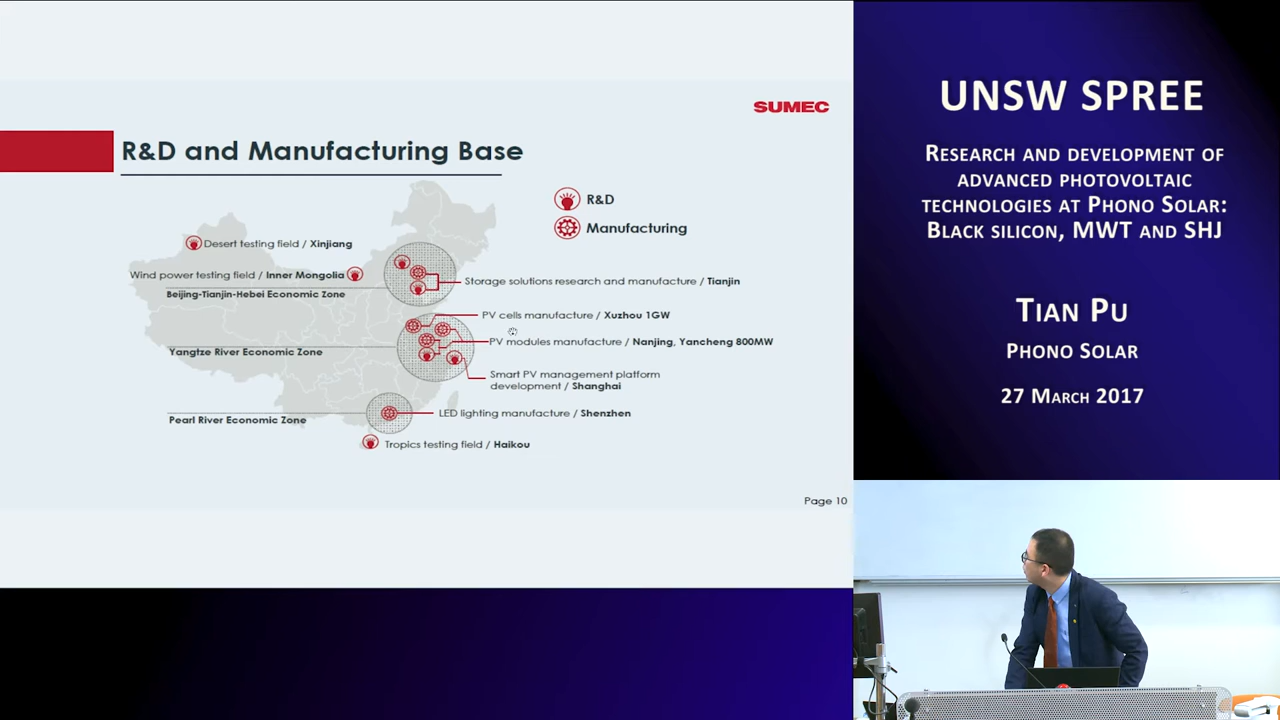 SUMEC
R&D and Manufacturing Base
R&D
Manufacturing
Desert testing field / Xinjiang
Wind power testing field / Inner Mongolia
Beijing-Tianjin-Hebei Economic Zone
Storage solutions research and manufacture / Tianjin
PV cells manufacture / Xuzhou 1GW
PV modules manufacture / Nanjing, Yancheng 800MW
Yangtze River Economic Zone
Smart PV management platform
development / Shanghai
LED lighting manufacture / Shenzhen
Pearl River Economic Zone
Tropics testing field / Haikou
Page 10
UNSW SPREE
Research and development of
advanced photovoltaic
technologies at Phono Solar:
Black silicon, MWT and SHJ
Tian Pu
Phono Solar
27 March 2017